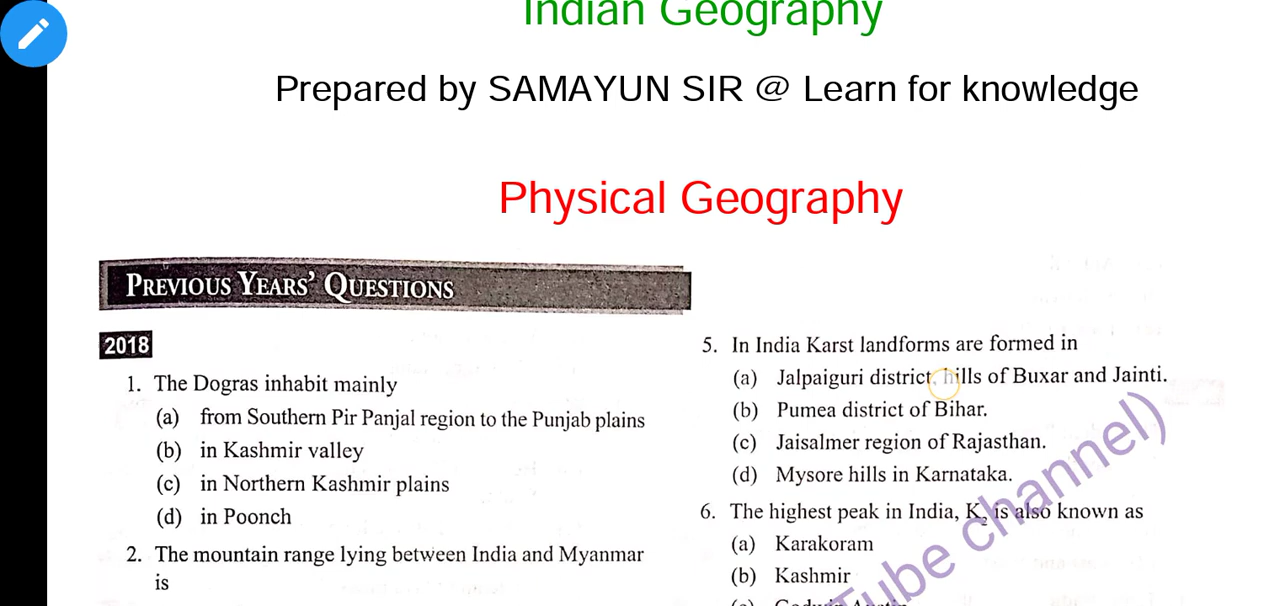 Indian Geography
Prepared by SAMAYUN SIR @ Learn for knowledge
Physical Geography
PREVIOUS YEARS' QUESTIONS
2018
1. The Dogras inhabit mainly
(a) from Southern Pir Panjal region to the Punjab plains
(b) in Kashmir valley
(c) in Northern Kashmir plains
(d) in Poonch
2. The mountain range lying between India and Myanmar
is
5. In India Karst landforms are formed in
(a) Jalpaiguri district, hills of Buxar and Jainti.
(b) Pumea district of Bihar.
(c) Jaisalmer region of Rajasthan.
(d) Mysore hills in Karnataka.
6. The highest peak in India, K₂ is also known as
(a) Karakoram
(b) Kashmir
(c) Godwin Austin
Tube channel)